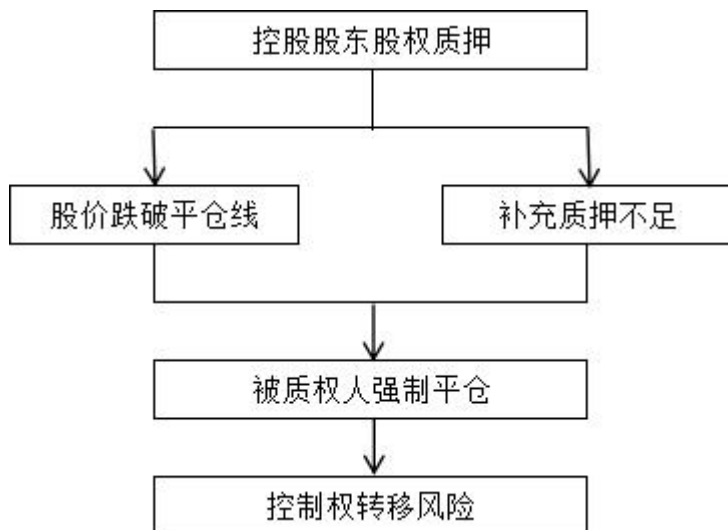 控股股东股权质押
股价跌破平仓线
补充质押不足
被质权人强制平仓
控制权转移风险